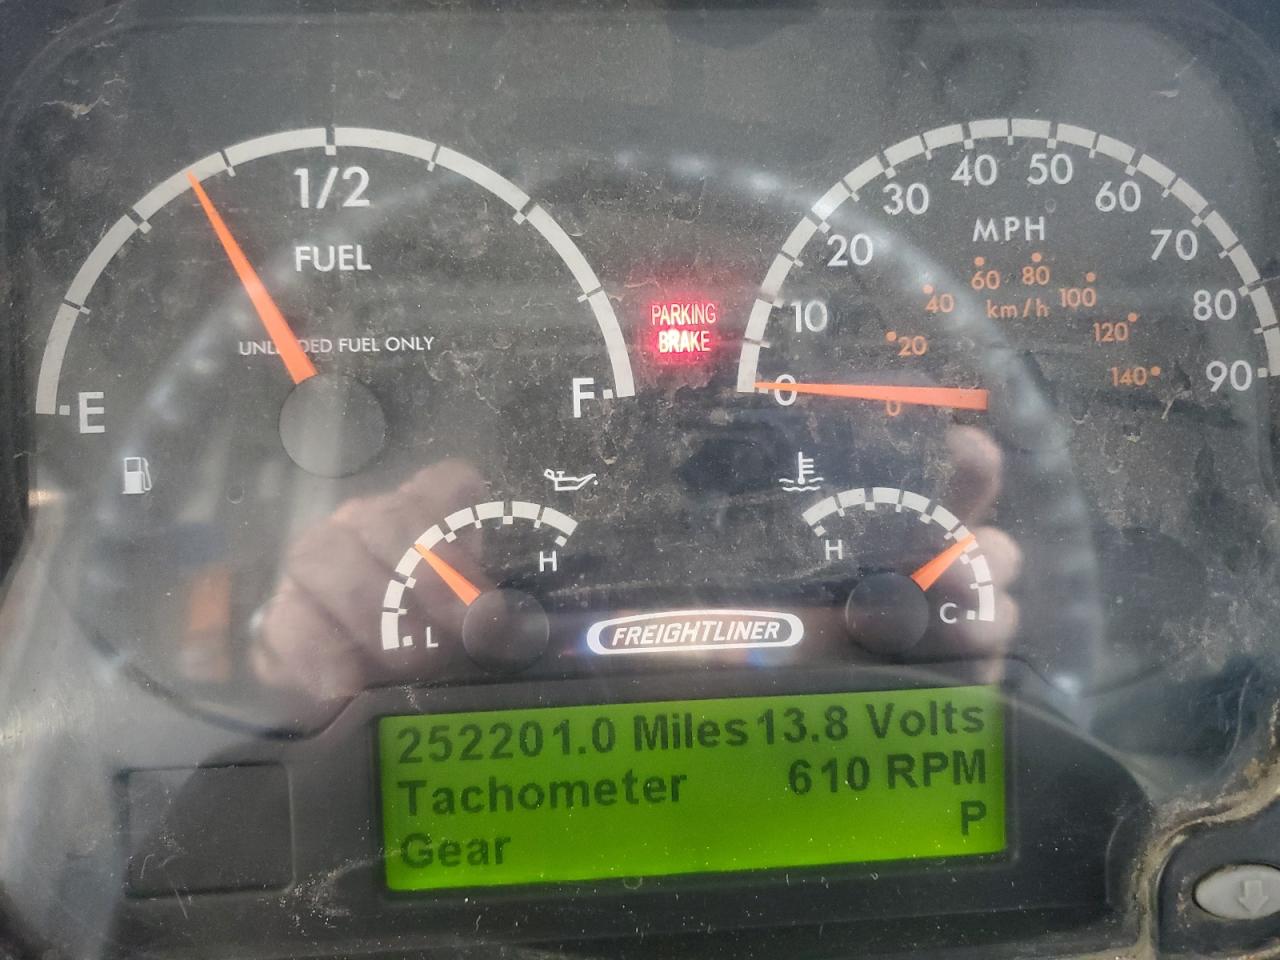 1/2
FUEL
UNLEADED FUEL ONLY
E
F
PARKING
BRAKE
0
10
20
30
40
50
60
70
80
90
MPH
0
20
40
60
80
100
120
140
km/h
L
H
H
C
FREIGHTLINER
252201.0 Miles 13.8 Volts
Tachometer 610 RPM
Gear P